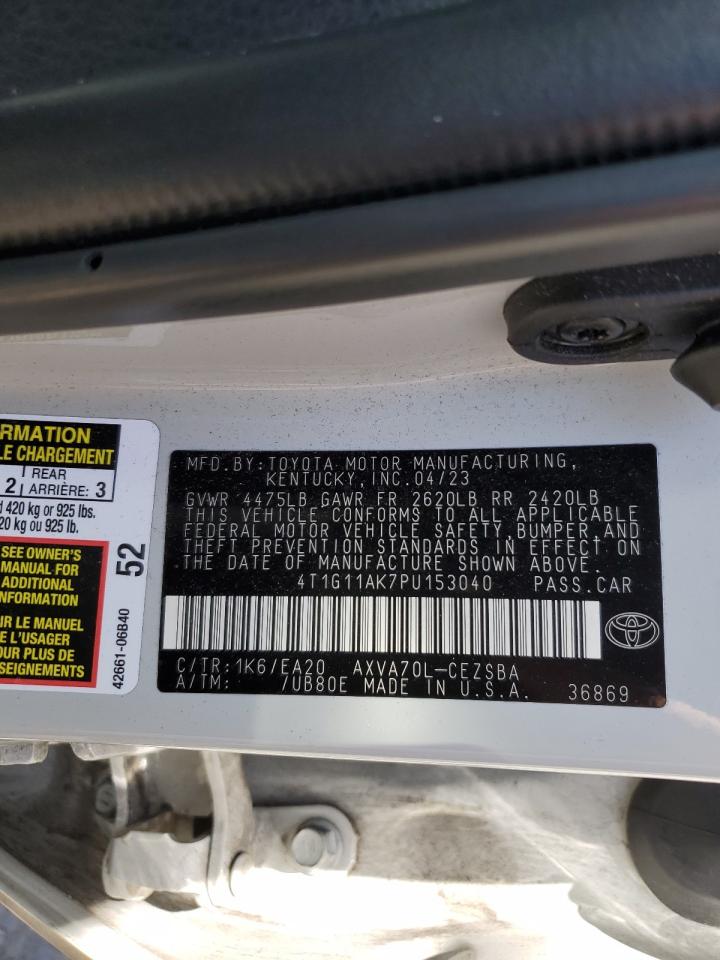 RMATION
LE CHARGEMENT
2 | REAR ARRIÈRE: 3
d 420 kg or 925 lbs.
20 kg ou 925 lb.
SEE OWNER'S
MANUAL FOR
ADDITIONAL
INFORMATION
IR LE MANUEL
E L'USAGER
OUR PLUS DE
SEIGNEMENTS
52
42661-06B40
MFD.BY:TOYOTA MOTOR MANUFACTURING,
KENTUCKY, INC.04/23
GVWR 4475LB GAWR FR 2620LB RR 2420LB
THIS VEHICLE CONFORMS TO ALL APPLICABLE
FEDERAL MOTOR VEHICLE SAFETY,BUMPER,AND
THEFT PREVENTION STANDARDS IN EFFECT ON
THE DATE OF MANUFACTURE SHOWN ABOVE.
4T1G11AK7PU153040 PASS.CAR
C/TR:1K6/EA20 AXVA70L-CEZSBA
A/TM: /UB80E MADE IN U.S.A. 36869